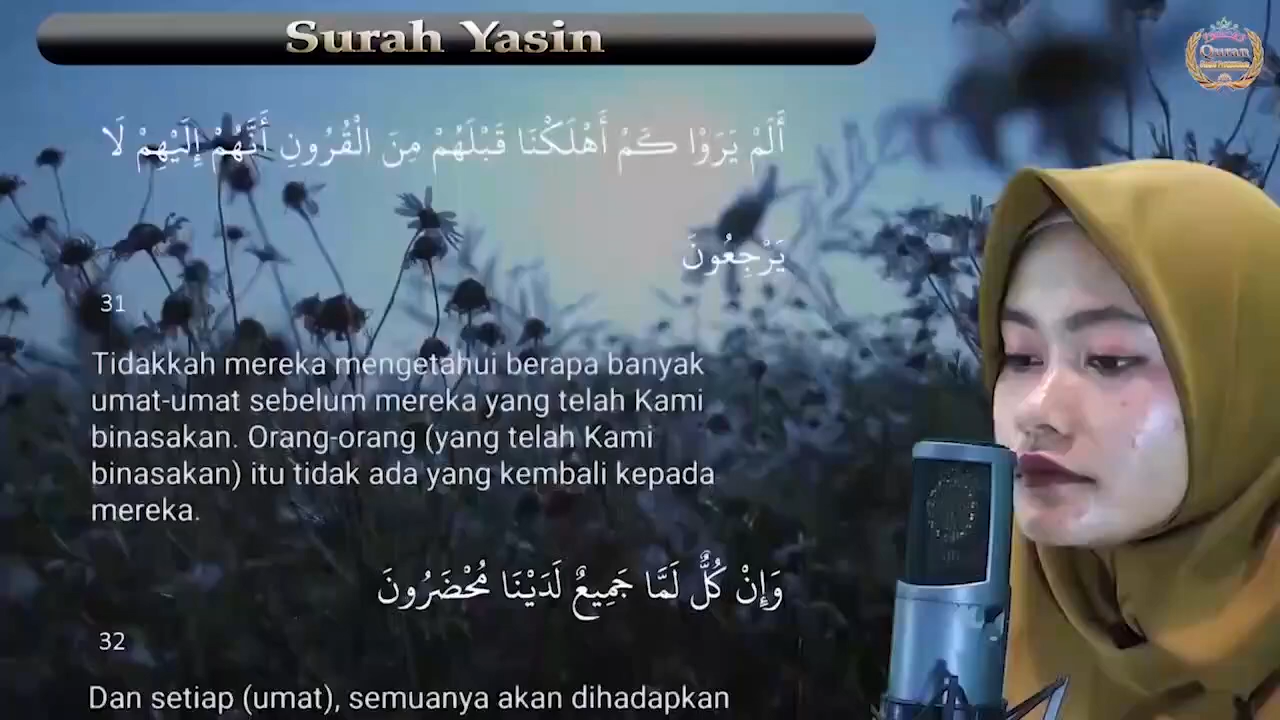 Surah Yasin
Quran
أَلَمْ يَرَوْا كَمْ أَهْلَكْنَا قَبْلَهُمْ مِنَ الْقُرُونِ أَنَّهُمْ إِلَيْهِمْ لَا
يَرْجِعُونَ
31
Tidakkah mereka mengetahui berapa banyak
umat-umat sebelum mereka yang telah Kami
binasakan. Orang-orang (yang telah Kami
binasakan) itu tidak ada yang kembali kepada
mereka.
وَإِنْ كُلٌّ لَمَّا جَمِيعٌ لَدَيْنَا مُحْضَرُونَ
32
Dan setiap (umat), semuanya akan dihadapkan